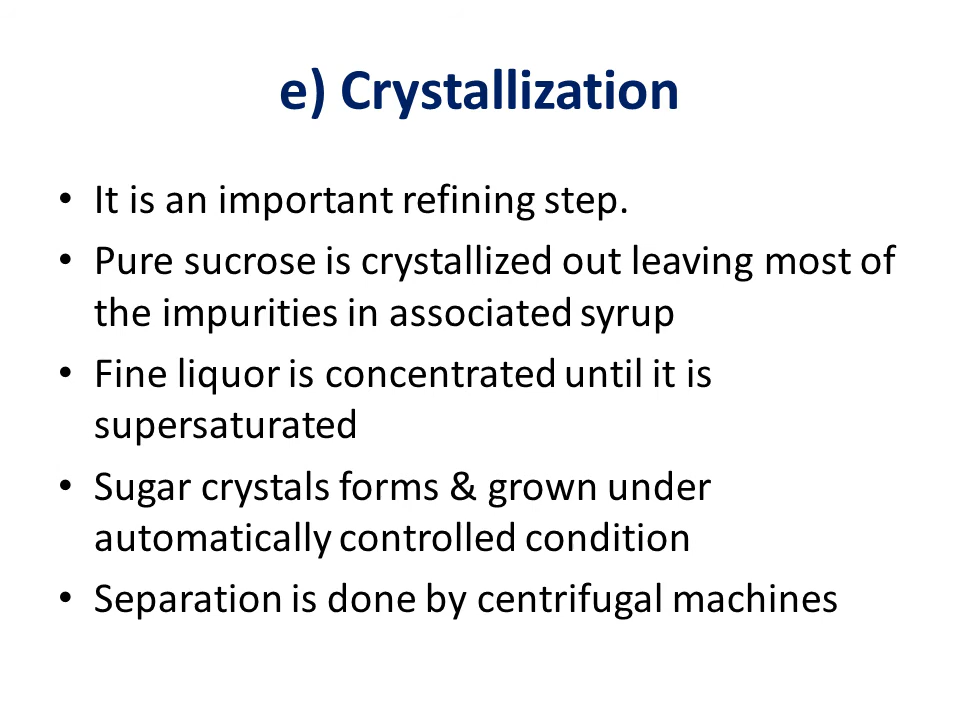 e) Crystallization
• It is an important refining step.
• Pure sucrose is crystallized out leaving most of
the impurities in associated syrup
• Fine liquor is concentrated until it is
supersaturated
• Sugar crystals forms & grown under
automatically controlled condition
• Separation is done by centrifugal machines